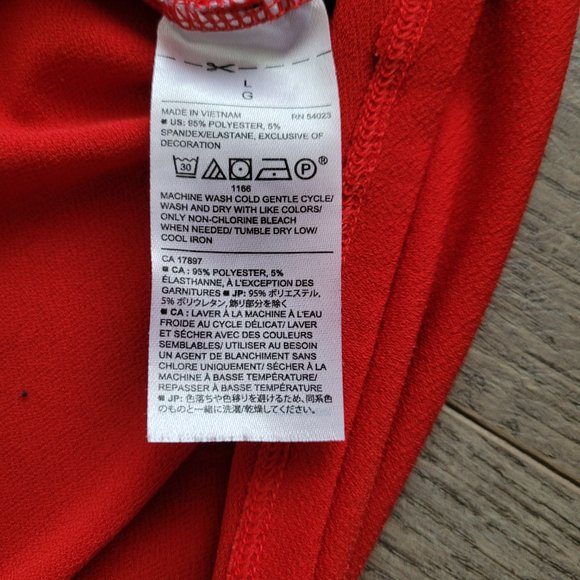 L
G
MADE IN VIETNAM RN 54023
■ US: 95% POLYESTER, 5%
SPANDEX/ELASTANE, EXCLUSIVE OF
DECORATION
30 P ®
1166
MACHINE WASH COLD GENTLE CYCLE/
WASH AND DRY WITH LIKE COLORS/
ONLY NON-CHLORINE BLEACH
WHEN NEEDED/ TUMBLE DRY LOW/
COOL IRON
CA 17897
■ CA : 95% POLYESTER, 5%
ÉLASTHANNE, À L'EXCEPTION DES
GARNITURES ■ JP: 95% ポリエステル,
5% ポリウレタン, 飾り部分を除く
■ CA : LAVER À LA MACHINE À L'EAU
FROIDE AU CYCLE DÉLICAT/ LAVER
ET SÉCHER AVEC DES COULEURS
SEMBLABLES/ UTILISER AU BESOIN
UN AGENT DE BLANCHIMENT SANS
CHLORE UNIQUEMENT/ SÉCHER À LA
MACHINE À BASSE TEMPÉRATURE/
REPASSER À BASSE TEMPÉRATURE
■ JP: 色落ちや色移りを避けるため、同系色
のものと一緒に洗濯/乾燥してください。